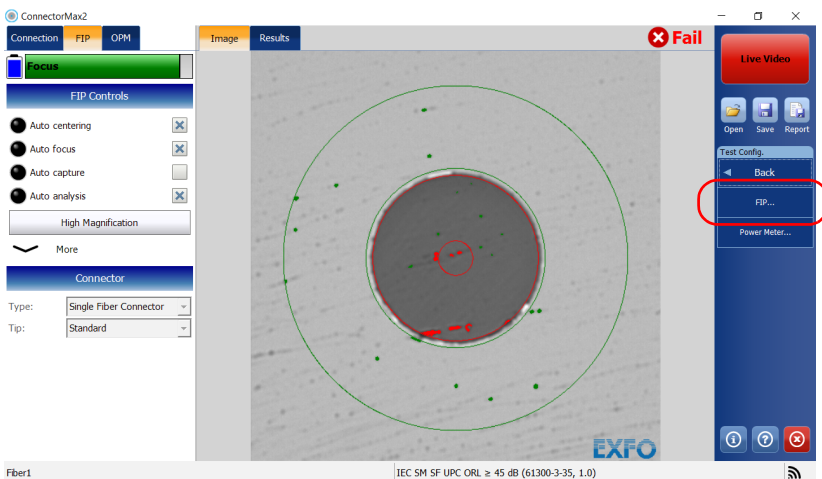 ConnectorMax2
Connection FIP OPM
Focus
FIP Controls
Auto centering
Auto focus
Auto capture
Auto analysis
High Magnification
More
Connector
Type: Single Fiber Connector
Tip: Standard
Image Results
Fail
EXFO
Live Video
Open Save Report
Test Config.
Back
FIP...
Power Meter...
Fiber1
IEC SM SF UPC ORL ≥ 45 dB (61300-3-35, 1.0)